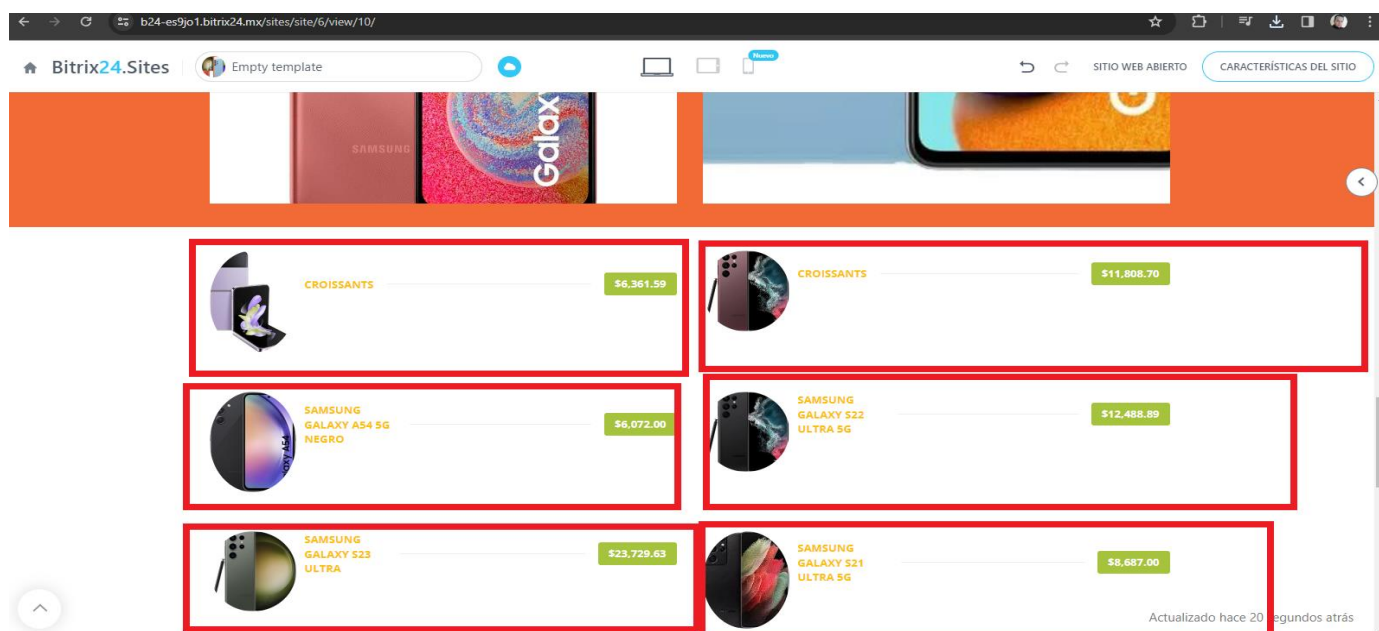 b24-es9jo1.bitrix24.mx/sites/site/6/view/10/
Bitrix24.Sites
Empty template
Nuevo
SITIO WEB ABIERTO
CARACTERÍSTICAS DEL SITIO
SAMSUNG
Galaxy
G
CROISSANTS
$6,361.59
CROISSANTS
$11,808.70
SAMSUNG
GALAXY A54 5G
NEGRO
$6,072.00
SAMSUNG
GALAXY S22
ULTRA 5G
$12,488.89
SAMSUNG
GALAXY S23
ULTRA
$23,729.63
SAMSUNG
GALAXY S21
ULTRA 5G
$8,687.00
Actualizado hace 20 segundos atrás